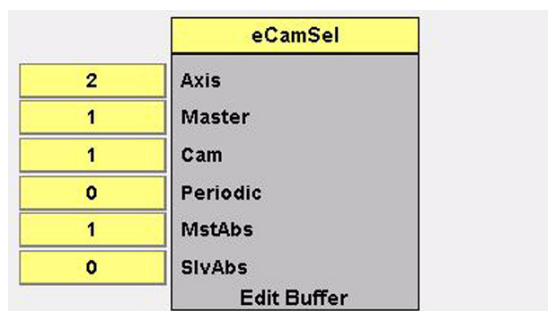 eCamSel
2 Axis
1 Master
1 Cam
0 Periodic
1 MstAbs
0 SlvAbs
Edit Buffer